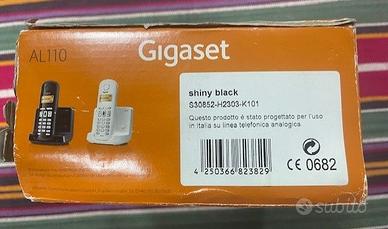 AL110
Gigaset
shiny black
S30852-H2303-K101
Questo prodotto è stato progettato per l'uso
in Italia su linea telefonica analogica.
4 250366 823829
CE 0682
subito